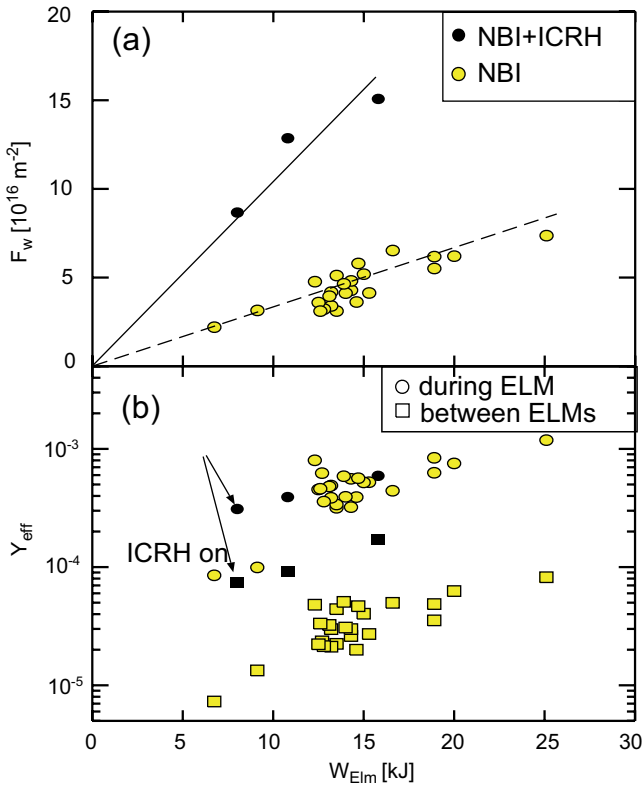 (a)
NBI+ICRH
NBI
20
15
10
5
0
F_w [10^16 m^-2]
(b)
during ELM
between ELMs
10^-3
10^-4
10^-5
Y_eff
ICRH on
0 5 10 15 20 25 30
W_Elm [kJ]